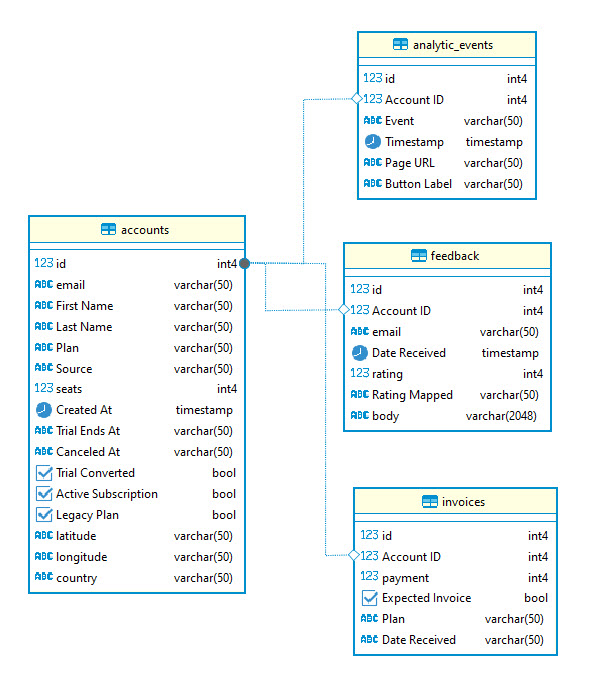 analytic_events
123 id int4
123 Account ID int4
ABC Event varchar(50)
Timestamp timestamp
ABC Page URL varchar(50)
ABC Button Label varchar(50)
accounts
123 id int4
ABC email varchar(50)
ABC First Name varchar(50)
ABC Last Name varchar(50)
ABC Plan varchar(50)
ABC Source varchar(50)
123 seats int4
Created At timestamp
ABC Trial Ends At varchar(50)
ABC Canceled At varchar(50)
Trial Converted bool
Active Subscription bool
Legacy Plan bool
ABC latitude varchar(50)
ABC longitude varchar(50)
ABC country varchar(50)
feedback
123 id int4
123 Account ID int4
ABC email varchar(50)
Date Received timestamp
123 rating int4
ABC Rating Mapped varchar(50)
ABC body varchar(2048)
invoices
123 id int4
123 Account ID int4
123 payment int4
Expected Invoice bool
ABC Plan varchar(50)
ABC Date Received varchar(50)